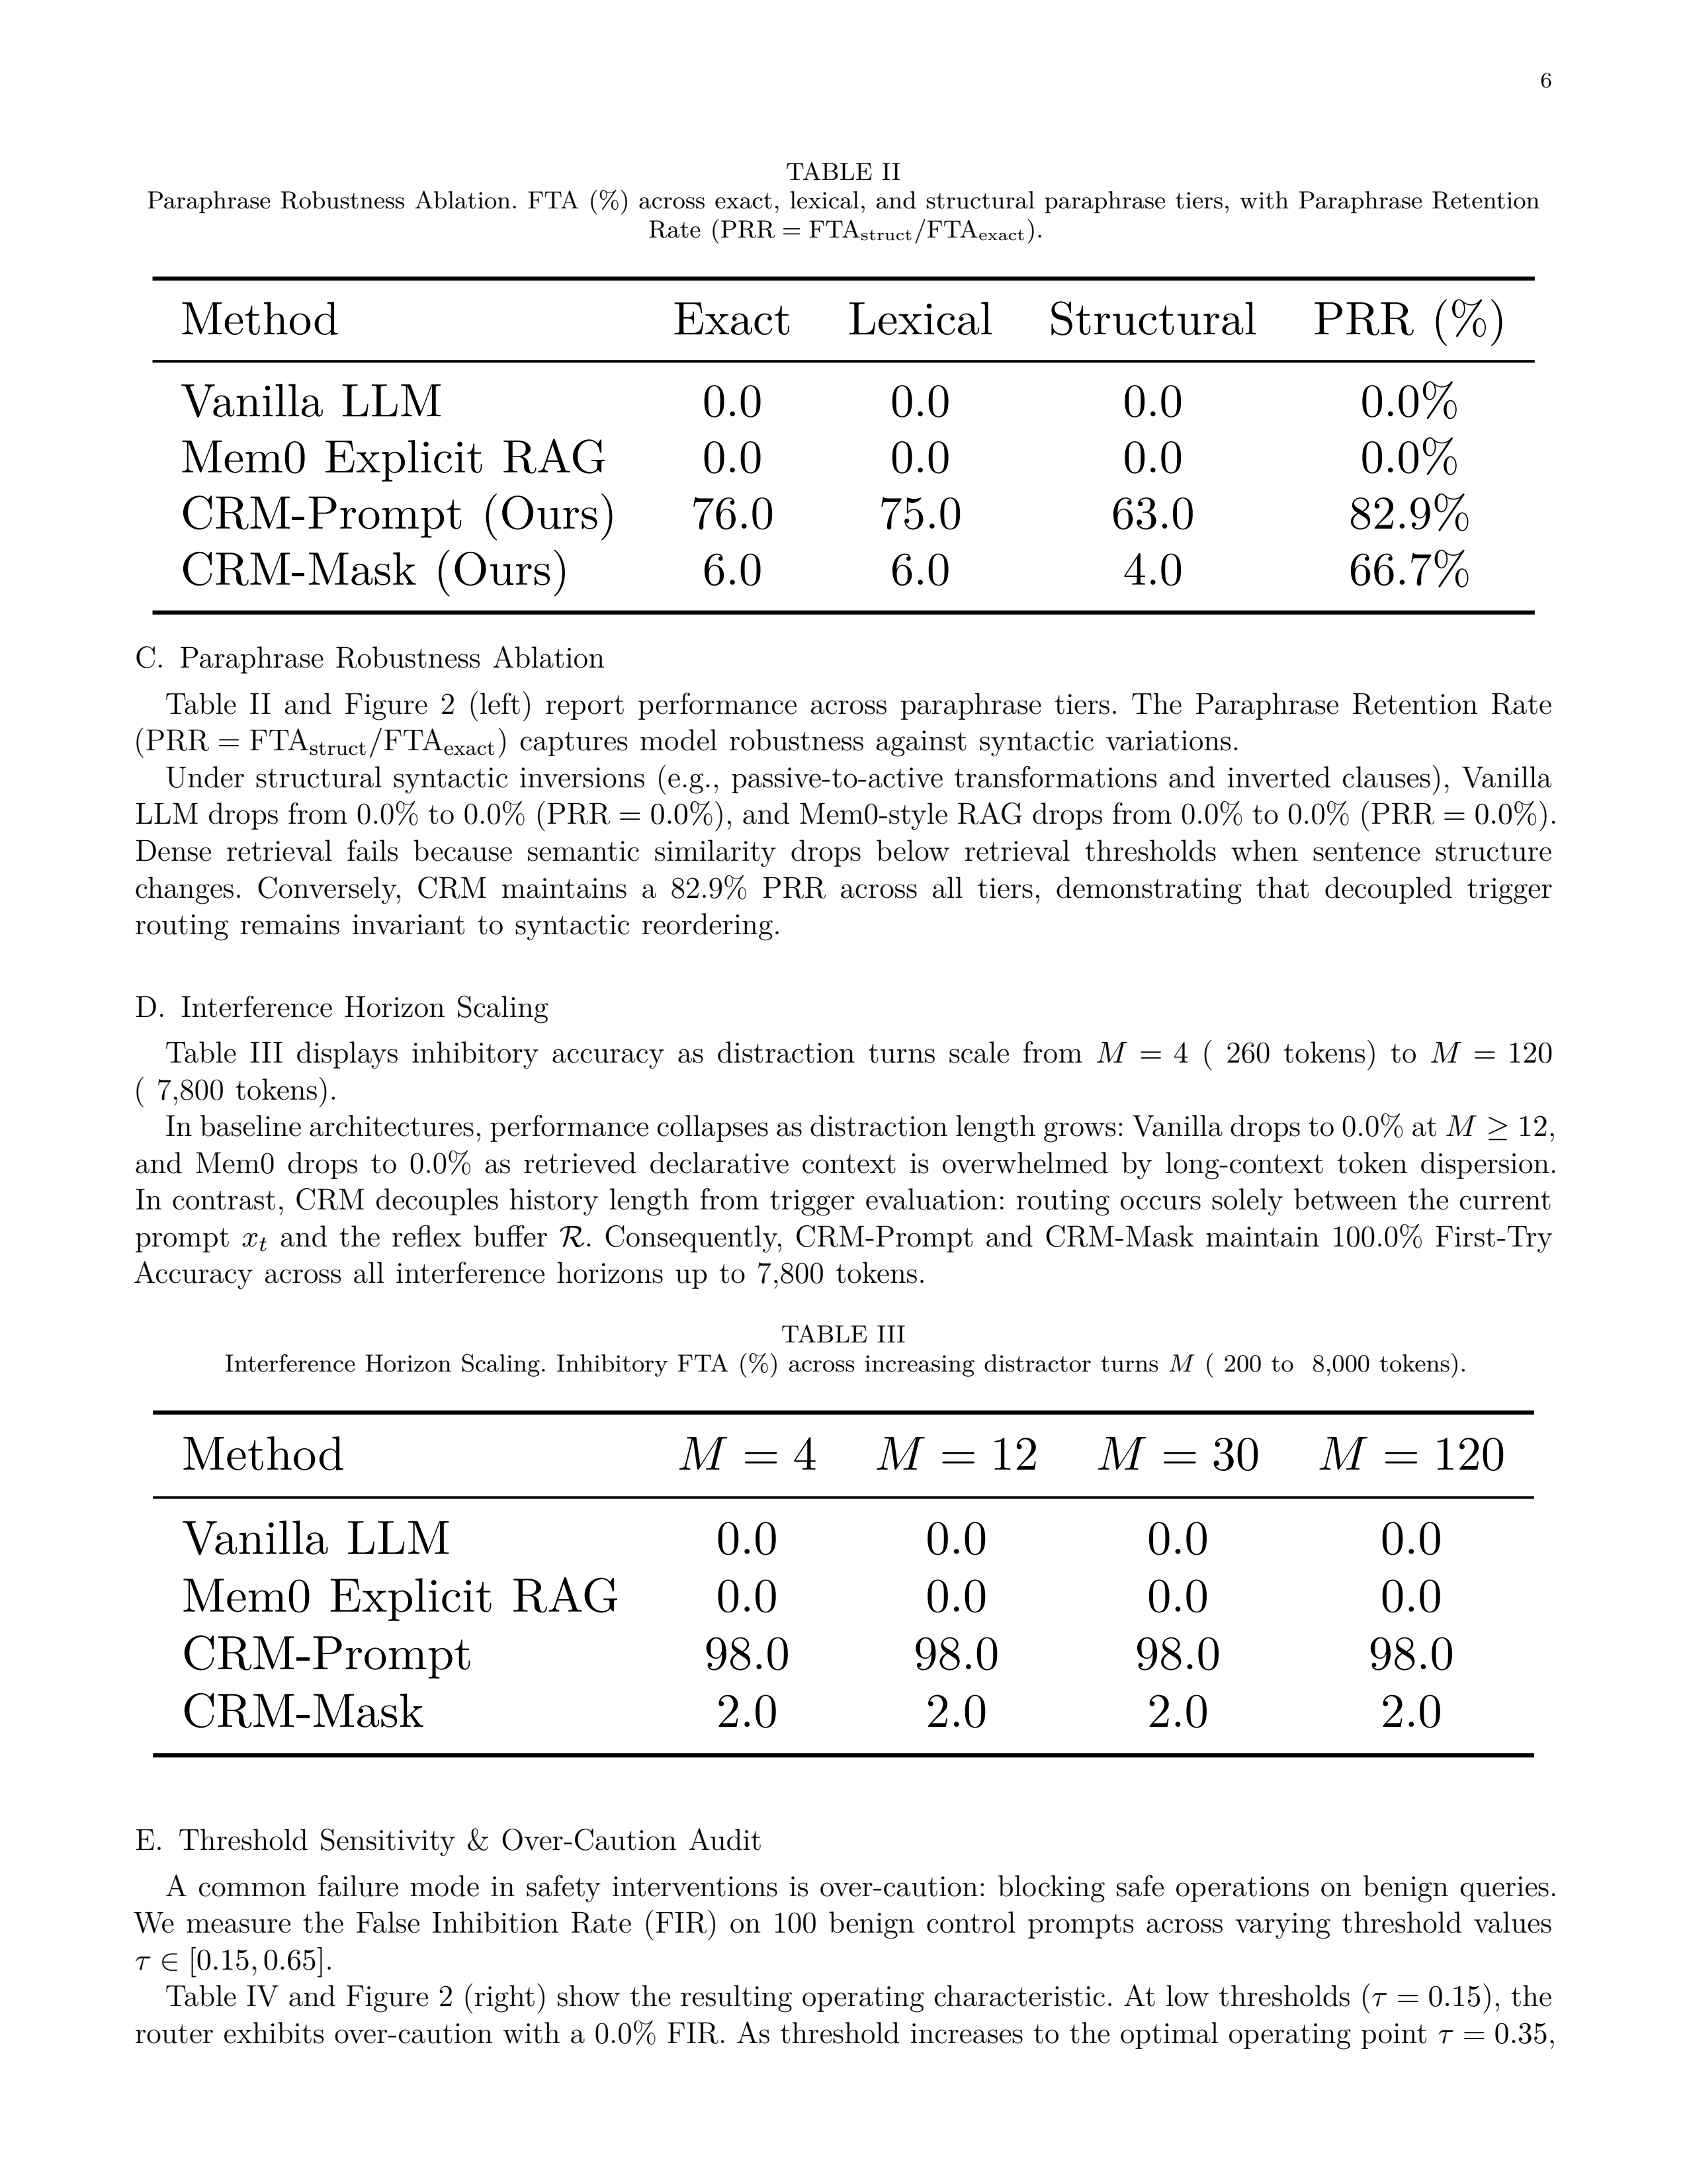 6
TABLE II
Paraphrase Robustness Ablation. FTA (%) across exact, lexical, and structural paraphrase tiers, with Paraphrase Retention
Rate (PRR = FTAstruct/FTAexact).
Method Exact Lexical Structural PRR (%)
Vanilla LLM 0.0 0.0 0.0 0.0%
Mem0 Explicit RAG 0.0 0.0 0.0 0.0%
CRM-Prompt (Ours) 76.0 75.0 63.0 82.9%
CRM-Mask (Ours) 6.0 6.0 4.0 66.7%
C. Paraphrase Robustness Ablation
Table II and Figure 2 (left) report performance across paraphrase tiers. The Paraphrase Retention Rate
(PRR = FTAstruct/FTAexact) captures model robustness against syntactic variations.
Under structural syntactic inversions (e.g., passive-to-active transformations and inverted clauses), Vanilla
LLM drops from 0.0% to 0.0% (PRR = 0.0%), and Mem0-style RAG drops from 0.0% to 0.0% (PRR = 0.0%).
Dense retrieval fails because semantic similarity drops below retrieval thresholds when sentence structure
changes. Conversely, CRM maintains a 82.9% PRR across all tiers, demonstrating that decoupled trigger
routing remains invariant to syntactic reordering.
D. Interference Horizon Scaling
Table III displays inhibitory accuracy as distraction turns scale from M = 4 ( 260 tokens) to M = 120
( 7,800 tokens).
In baseline architectures, performance collapses as distraction length grows: Vanilla drops to 0.0% at M ≥ 12,
and Mem0 drops to 0.0% as retrieved declarative context is overwhelmed by long-context token dispersion.
In contrast, CRM decouples history length from trigger evaluation: routing occurs solely between the current
prompt xt and the reflex buffer R. Consequently, CRM-Prompt and CRM-Mask maintain 100.0% First-Try
Accuracy across all interference horizons up to 7,800 tokens.
TABLE III
Interference Horizon Scaling. Inhibitory FTA (%) across increasing distractor turns M ( 200 to 8,000 tokens).
Method M = 4 M = 12 M = 30 M = 120
Vanilla LLM 0.0 0.0 0.0 0.0
Mem0 Explicit RAG 0.0 0.0 0.0 0.0
CRM-Prompt 98.0 98.0 98.0 98.0
CRM-Mask 2.0 2.0 2.0 2.0
E. Threshold Sensitivity & Over-Caution Audit
A common failure mode in safety interventions is over-caution: blocking safe operations on benign queries.
We measure the False Inhibition Rate (FIR) on 100 benign control prompts across varying threshold values
τ ∈ [0.15, 0.65].
Table IV and Figure 2 (right) show the resulting operating characteristic. At low thresholds (τ = 0.15), the
router exhibits over-caution with a 0.0% FIR. As threshold increases to the optimal operating point τ = 0.35,